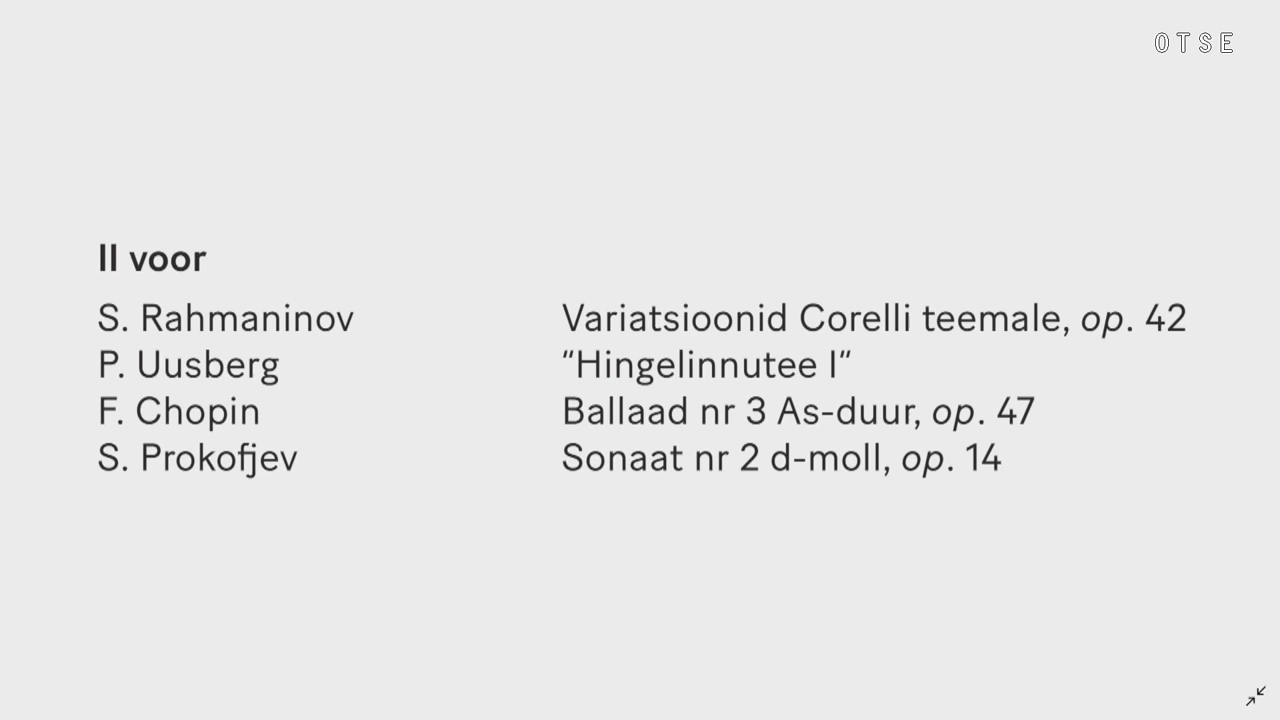 OTSE
II voor
S. Rahmaninov Variatsioonid Corelli teemale, op. 42
P. Uusberg “Hingelinnutee I”
F. Chopin Ballaad nr 3 As-duur, op. 47
S. Prokofjev Sonaat nr 2 d-moll, op. 14